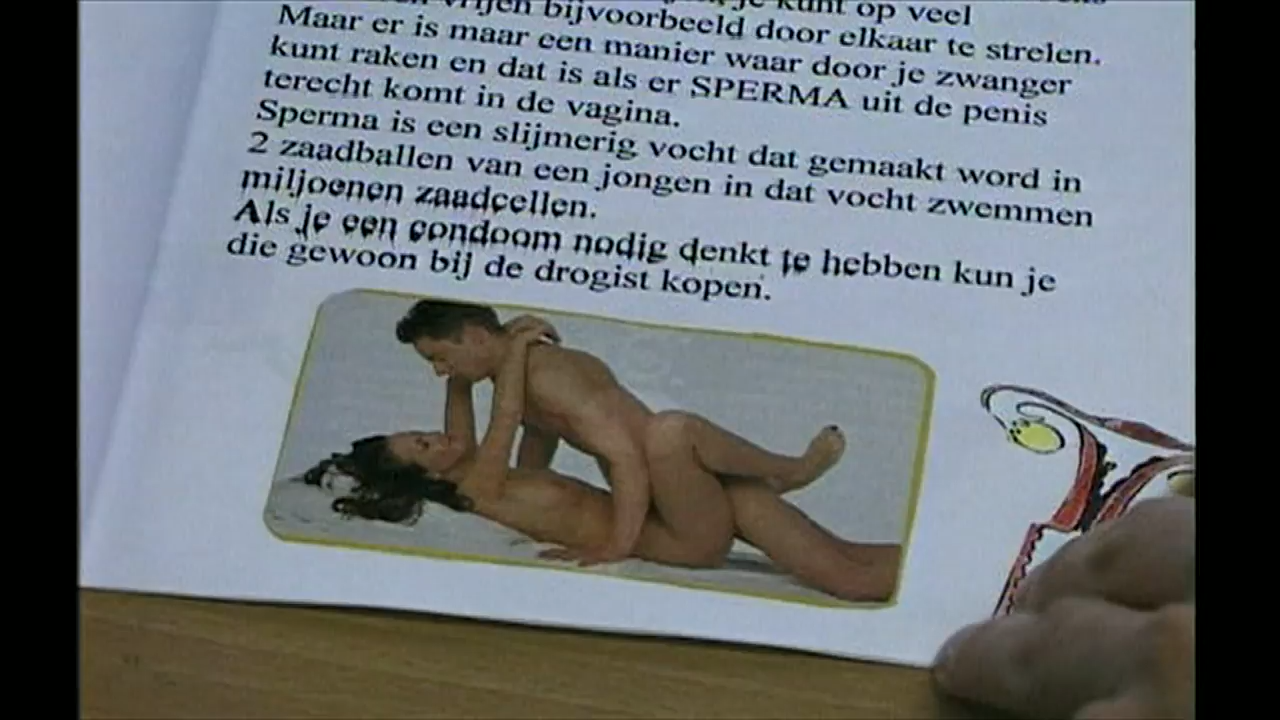 vrijen bijvoorbeeld je kunt op veel
door elkaar te strelen.
Maar er is maar een manier waar door je zwanger
kunt raken en dat is als er SPERMA uit de penis
terecht komt in de vagina.
Sperma is een slijmerig vocht dat gemaakt word in
2 zaadballen van een jongen in dat vocht zwemmen
miljoenen zaadcellen.
Als je een condoom nodig denkt te hebben kun je
die gewoon bij de drogist kopen.